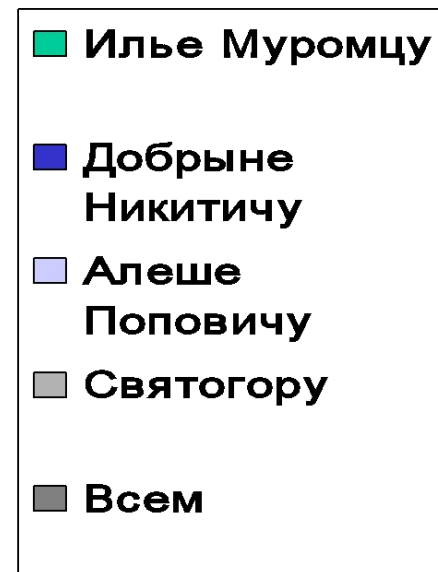 Илье Муромцу
Добрыне
Никитичу
Алеше
Поповичу
Святогору
Всем